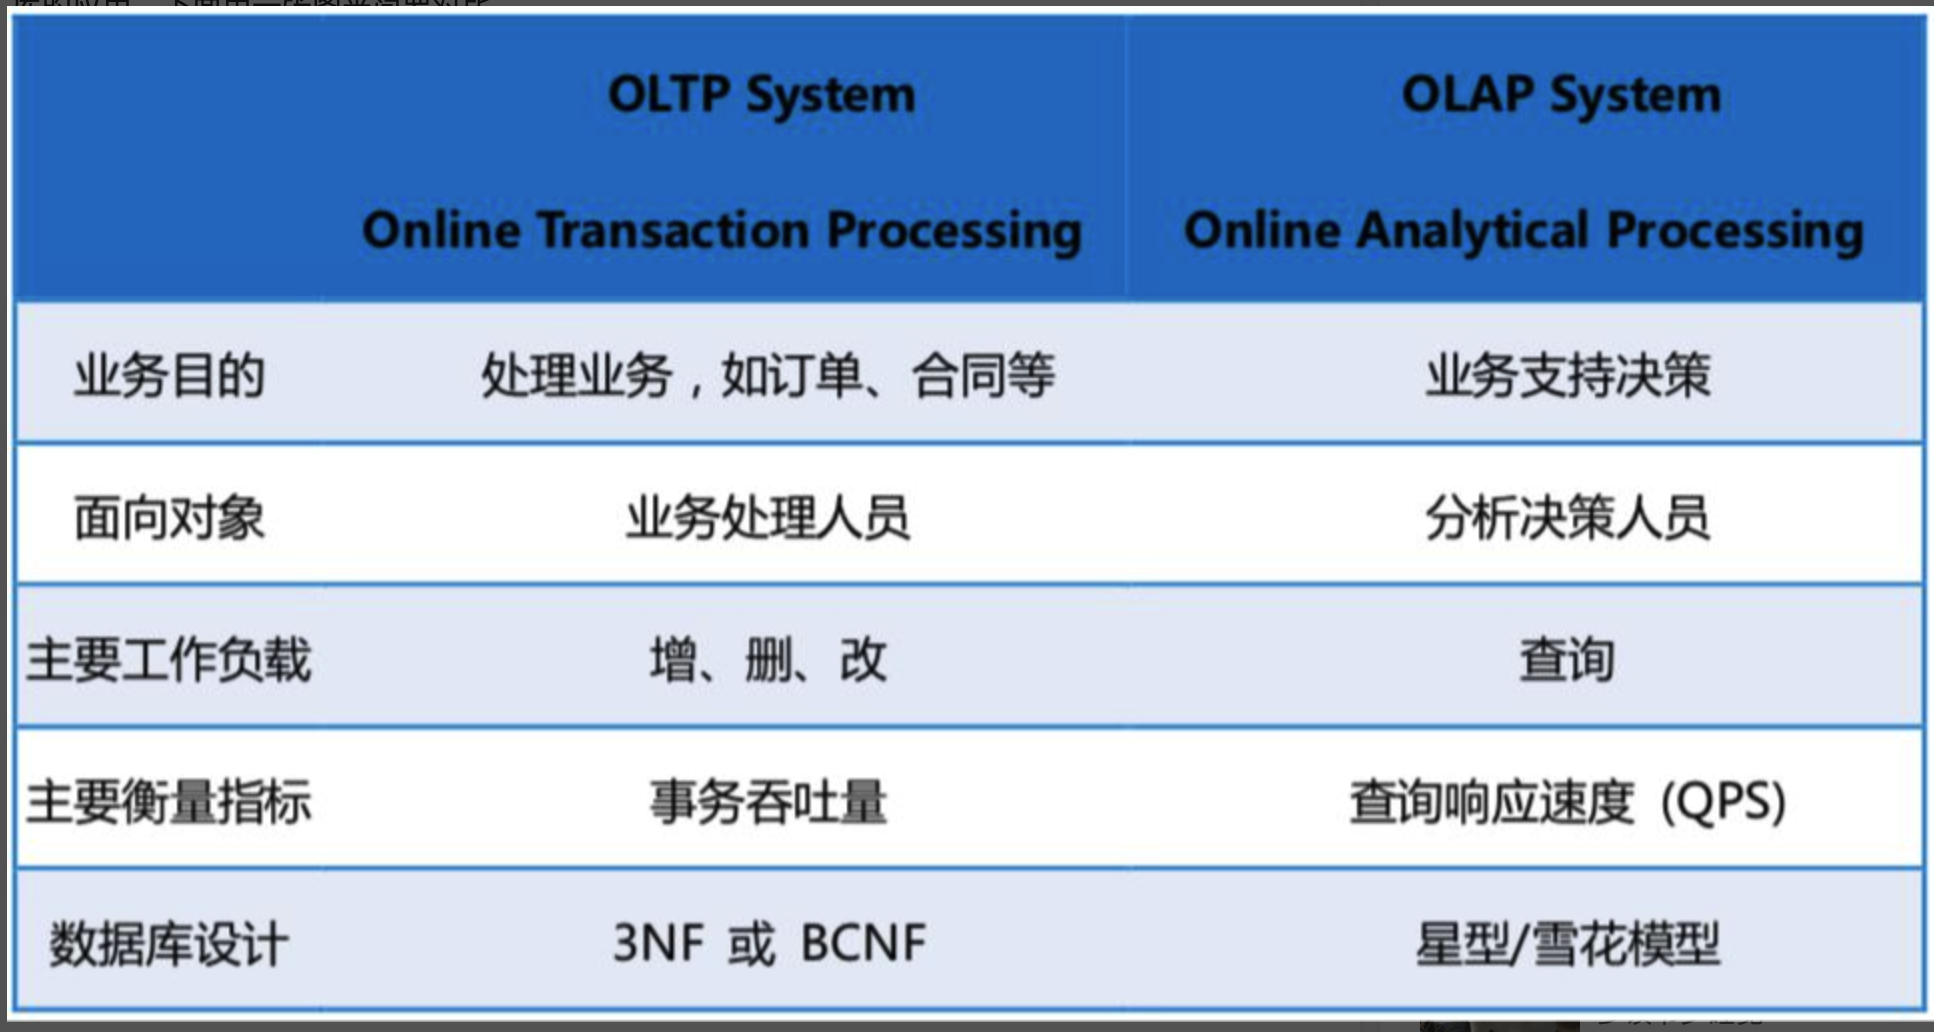 OLTP System
OLAP System
Online Transaction Processing
Online Analytical Processing
业务目的
处理业务，如订单、合同等
业务支持决策
面向对象
业务处理人员
分析决策人员
主要工作负载
增、删、改
查询
主要衡量指标
事务吞吐量
查询响应速度 (QPS)
数据库设计
3NF 或 BCNF
星型/雪花模型